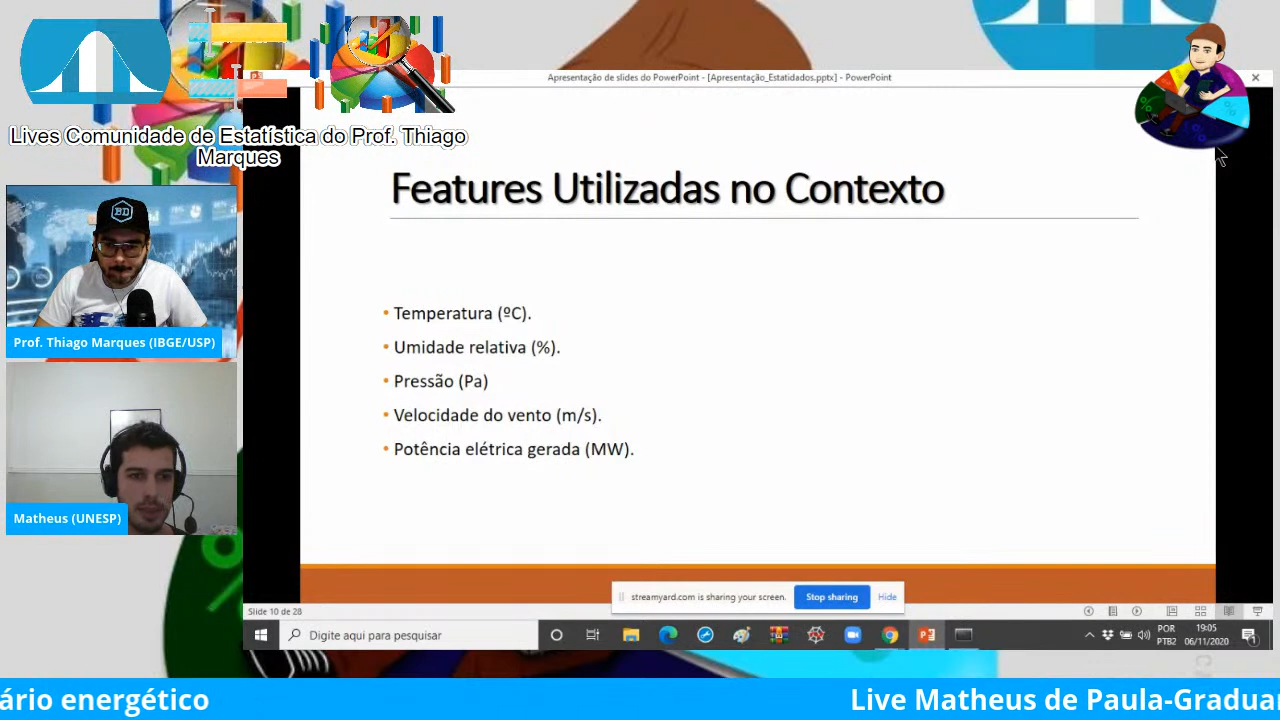 Apresentação de slides do PowerPoint - [Apresentação_Estatidados.pptx] - PowerPoint
Lives Comunidade de Estatística do Prof. Thiago
Marques
Features Utilizadas no Contexto
BD
• Temperatura (ºC).
• Umidade relativa (%).
• Pressão (Pa)
• Velocidade do vento (m/s).
• Potência elétrica gerada (MW).
Prof. Thiago Marques (IBGE/USP)
Matheus (UNESP)
streamyard.com is sharing your screen.
Stop sharing
Hide
Slide 10 de 28
Digite aqui para pesquisar
POR
PTB2
19:05
06/11/2020
ário energético
Live Matheus de Paula-Gradua